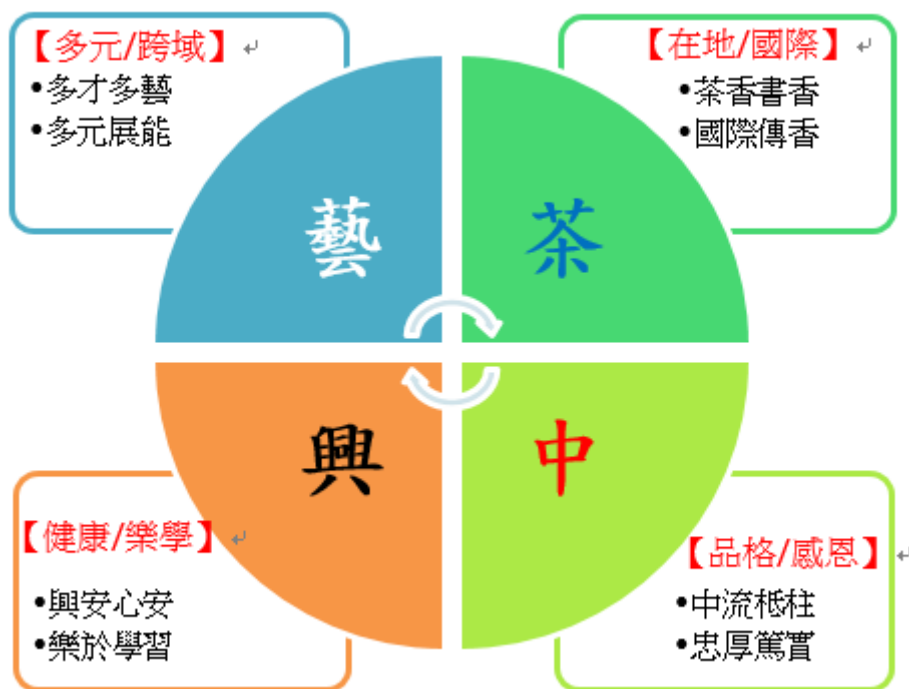 【多元/跨域】
•多才多藝
•多元展能
【在地/國際】
•茶香書香
•國際傳香
藝
茶
興
中
【健康/樂學】
•興安心安
•樂於學習
【品格/感恩】
•中流柢柱
•忠厚篤實